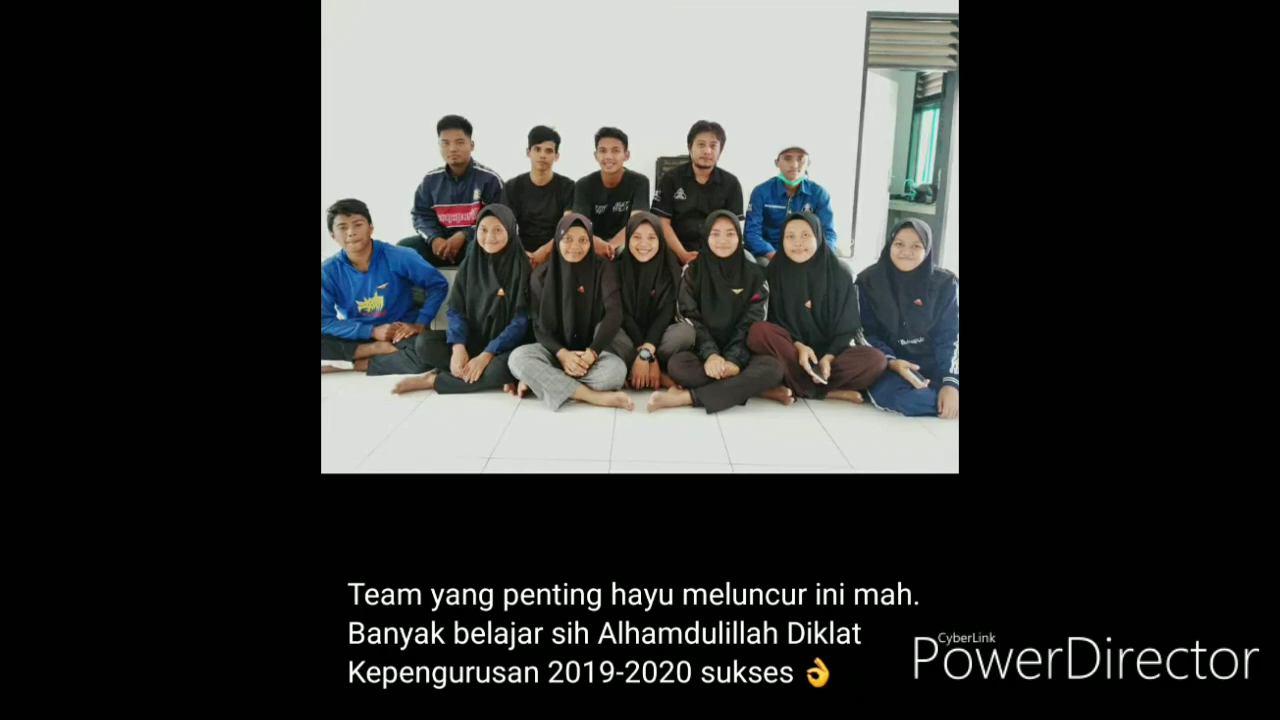 Team yang penting hayu meluncur ini mah.
Banyak belajar sih Alhamdulillah Diklat
Kepengurusan 2019-2020 sukses 👌
CyberLink
PowerDirector